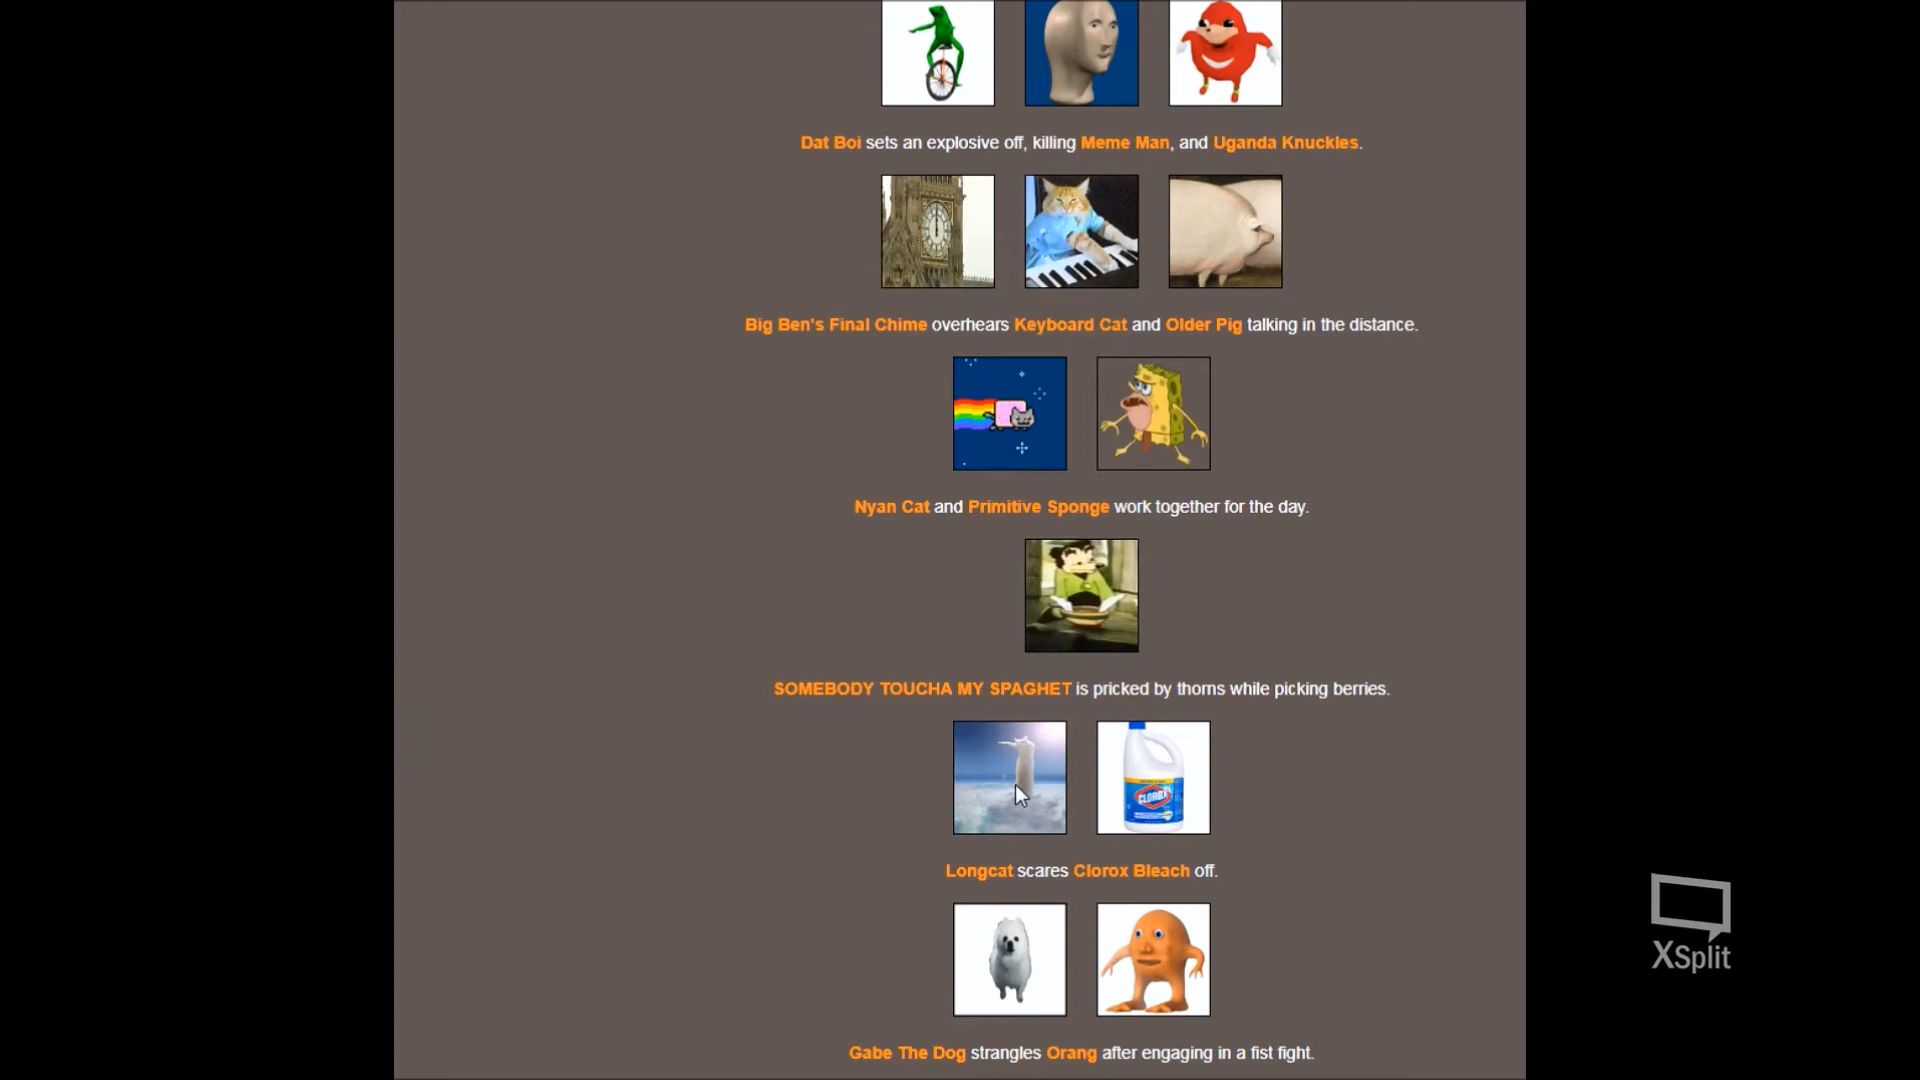 Dat Boi sets an explosive off, killing Meme Man, and Uganda Knuckles.
Big Ben's Final Chime overhears Keyboard Cat and Older Pig talking in the distance.
Nyan Cat and Primitive Sponge work together for the day.
SOMEBODY TOUCHA MY SPAGHET is pricked by thorns while picking berries.
CLOROX
Longcat scares Clorox Bleach off.
XSplit
Gabe The Dog strangles Orang after engaging in a fist fight.